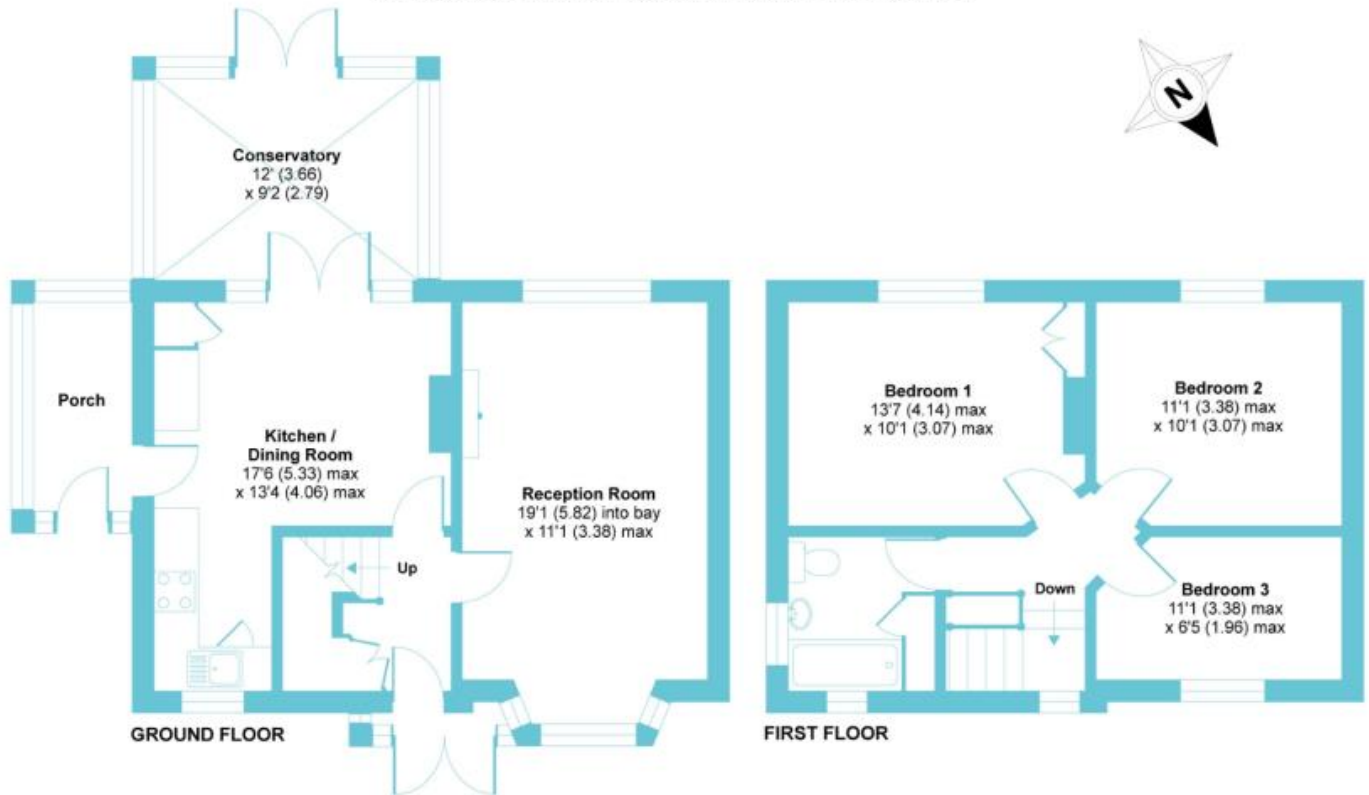 N
Conservatory
12' (3.66)
x 9'2 (2.79)
Porch
Kitchen /
Dining Room
17'6 (5.33) max
x 13'4 (4.06) max
Reception Room
19'1 (5.82) into bay
x 11'1 (3.38) max
Up
GROUND FLOOR
Bedroom 1
13'7 (4.14) max
x 10'1 (3.07) max
Bedroom 2
11'1 (3.38) max
x 10'1 (3.07) max
Down
Bedroom 3
11'1 (3.38) max
x 6'5 (1.96) max
FIRST FLOOR